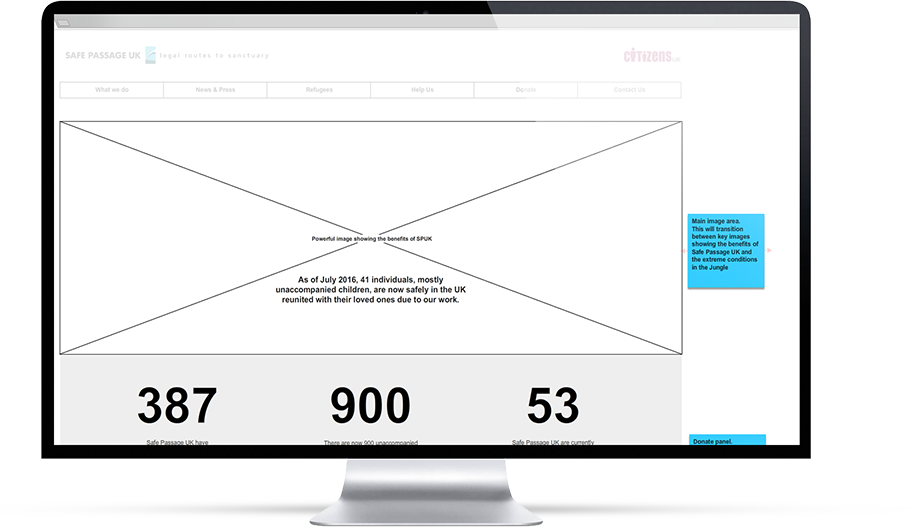 SAFE PASSAGE UK legal routes to sanctuary
CITIZENS UK
What we do News & Press Refugees Help Us Donate Contact Us
Powerful image showing the benefits of SPUK
As of July 2016, 41 individuals, mostly
unaccompanied children, are now safely in the UK
reunited with their loved ones due to our work.
Main image area.
This will transition
between key images
showing the benefits of
Safe Passage UK and
the extreme conditions
in the Jungle
387 900 53
Safe Passage UK have There are now 900 unaccompanied Safe Passage UK are currently
Donate panel.